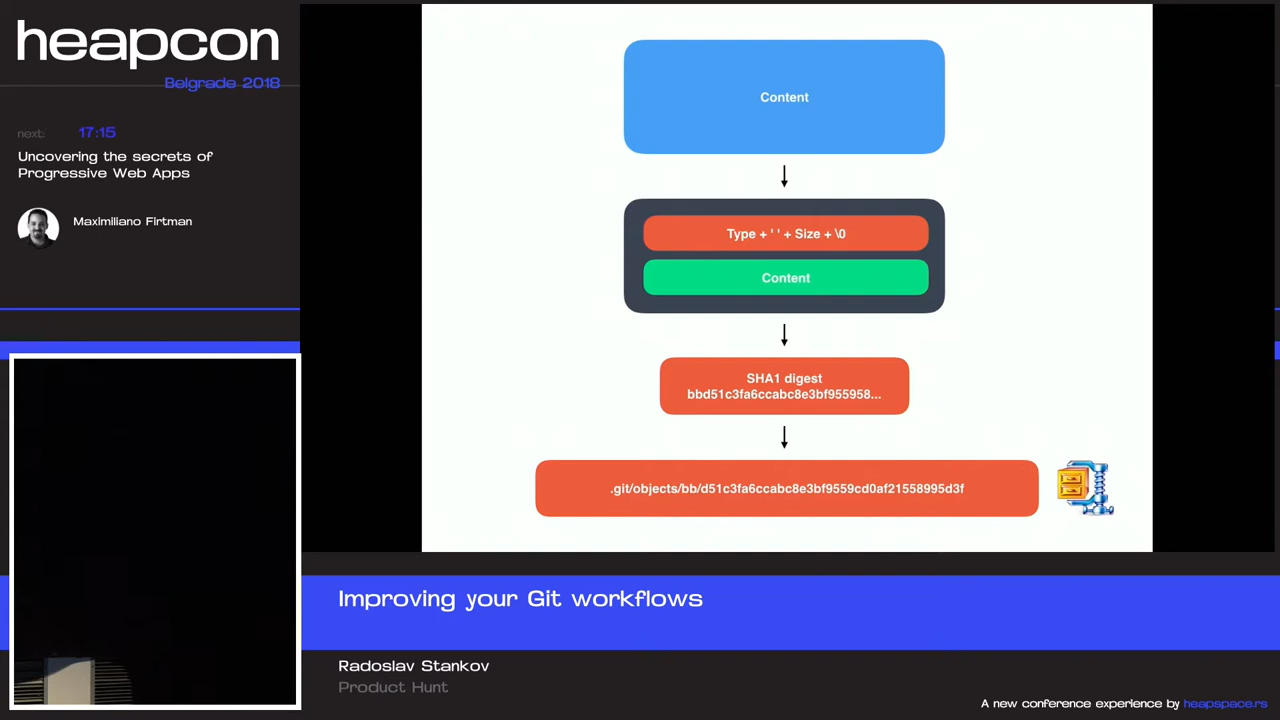 heapcon
Belgrade 2018
next: 17:15
Uncovering the secrets of
Progressive Web Apps
Maximiliano Firtman
Content
Type + ' ' + Size + \0
Content
SHA1 digest
bbd51c3fa6ccabc8e3bf955958...
.git/objects/bb/d51c3fa6ccabc8e3bf9559cd0af21558995d3f
Improving your Git workflows
Radoslav Stankov
Product Hunt
A new conference experience by heapspace.rs